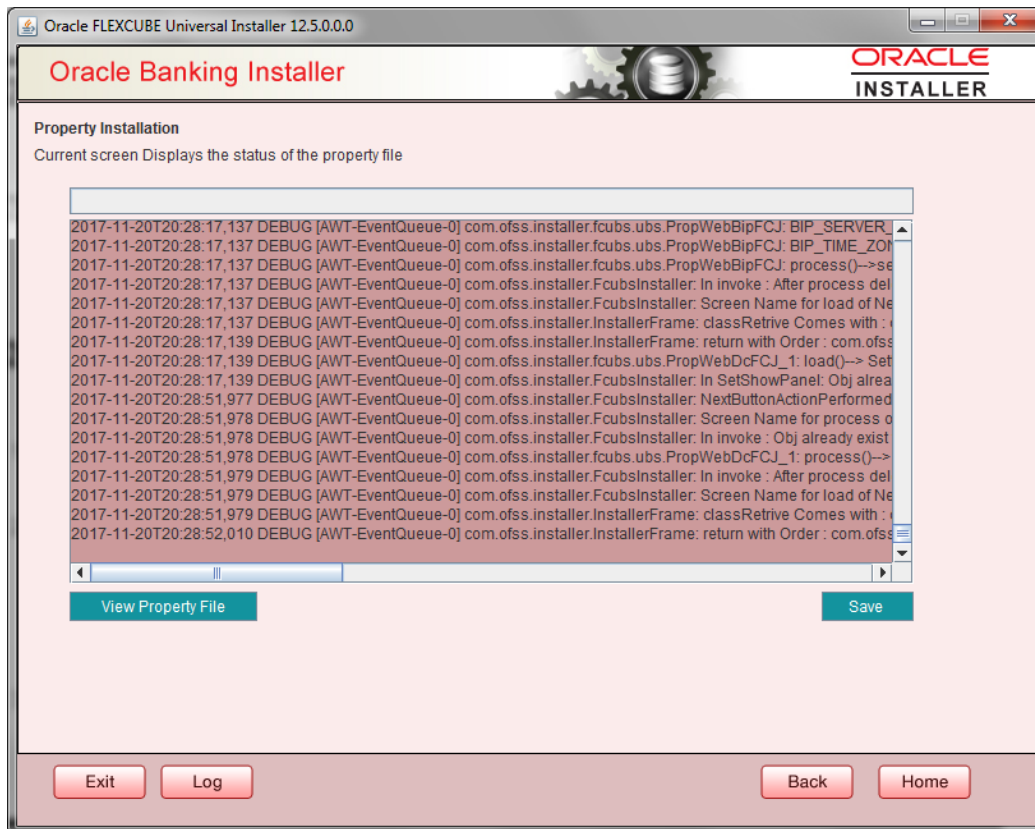 Oracle FLEXCUBE Universal Installer 12.5.0.0.0
Oracle Banking Installer
ORACLE
INSTALLER
Property Installation
Current screen Displays the status of the property file
2017-11-20T20:28:17,137 DEBUG [AWT-EventQueue-0] com.ofss.installer.fcubs.ubs.PropWebBipFCJ: BIP_SERVER_
2017-11-20T20:28:17,137 DEBUG [AWT-EventQueue-0] com.ofss.installer.fcubs.ubs.PropWebBipFCJ: BIP_TIME_ZON
2017-11-20T20:28:17,137 DEBUG [AWT-EventQueue-0] com.ofss.installer.fcubs.ubs.PropWebBipFCJ: process()-->se
2017-11-20T20:28:17,137 DEBUG [AWT-EventQueue-0] com.ofss.installer.FcubsInstaller: In invoke : After process del
2017-11-20T20:28:17,137 DEBUG [AWT-EventQueue-0] com.ofss.installer.FcubsInstaller: Screen Name for load of Ne
2017-11-20T20:28:17,137 DEBUG [AWT-EventQueue-0] com.ofss.installer.InstallerFrame: classRetrive Comes with :
2017-11-20T20:28:17,139 DEBUG [AWT-EventQueue-0] com.ofss.installer.InstallerFrame: return with Order : com.ofss
2017-11-20T20:28:17,139 DEBUG [AWT-EventQueue-0] com.ofss.installer.fcubs.ubs.PropWebDcFCJ_1: load()--> Set
2017-11-20T20:28:17,139 DEBUG [AWT-EventQueue-0] com.ofss.installer.FcubsInstaller: In SetShowPanel: Obj alrea
2017-11-20T20:28:51,977 DEBUG [AWT-EventQueue-0] com.ofss.installer.FcubsInstaller: NextButtonActionPerformed
2017-11-20T20:28:51,978 DEBUG [AWT-EventQueue-0] com.ofss.installer.FcubsInstaller: Screen Name for process o
2017-11-20T20:28:51,978 DEBUG [AWT-EventQueue-0] com.ofss.installer.FcubsInstaller: In invoke : Obj already exist
2017-11-20T20:28:51,978 DEBUG [AWT-EventQueue-0] com.ofss.installer.fcubs.ubs.PropWebDcFCJ_1: process()-->
2017-11-20T20:28:51,979 DEBUG [AWT-EventQueue-0] com.ofss.installer.FcubsInstaller: In invoke : After process del
2017-11-20T20:28:51,979 DEBUG [AWT-EventQueue-0] com.ofss.installer.FcubsInstaller: Screen Name for load of Ne
2017-11-20T20:28:51,979 DEBUG [AWT-EventQueue-0] com.ofss.installer.InstallerFrame: classRetrive Comes with :
2017-11-20T20:28:52,010 DEBUG [AWT-EventQueue-0] com.ofss.installer.InstallerFrame: return with Order : com.ofss
View Property File
Save
Exit
Log
Back
Home